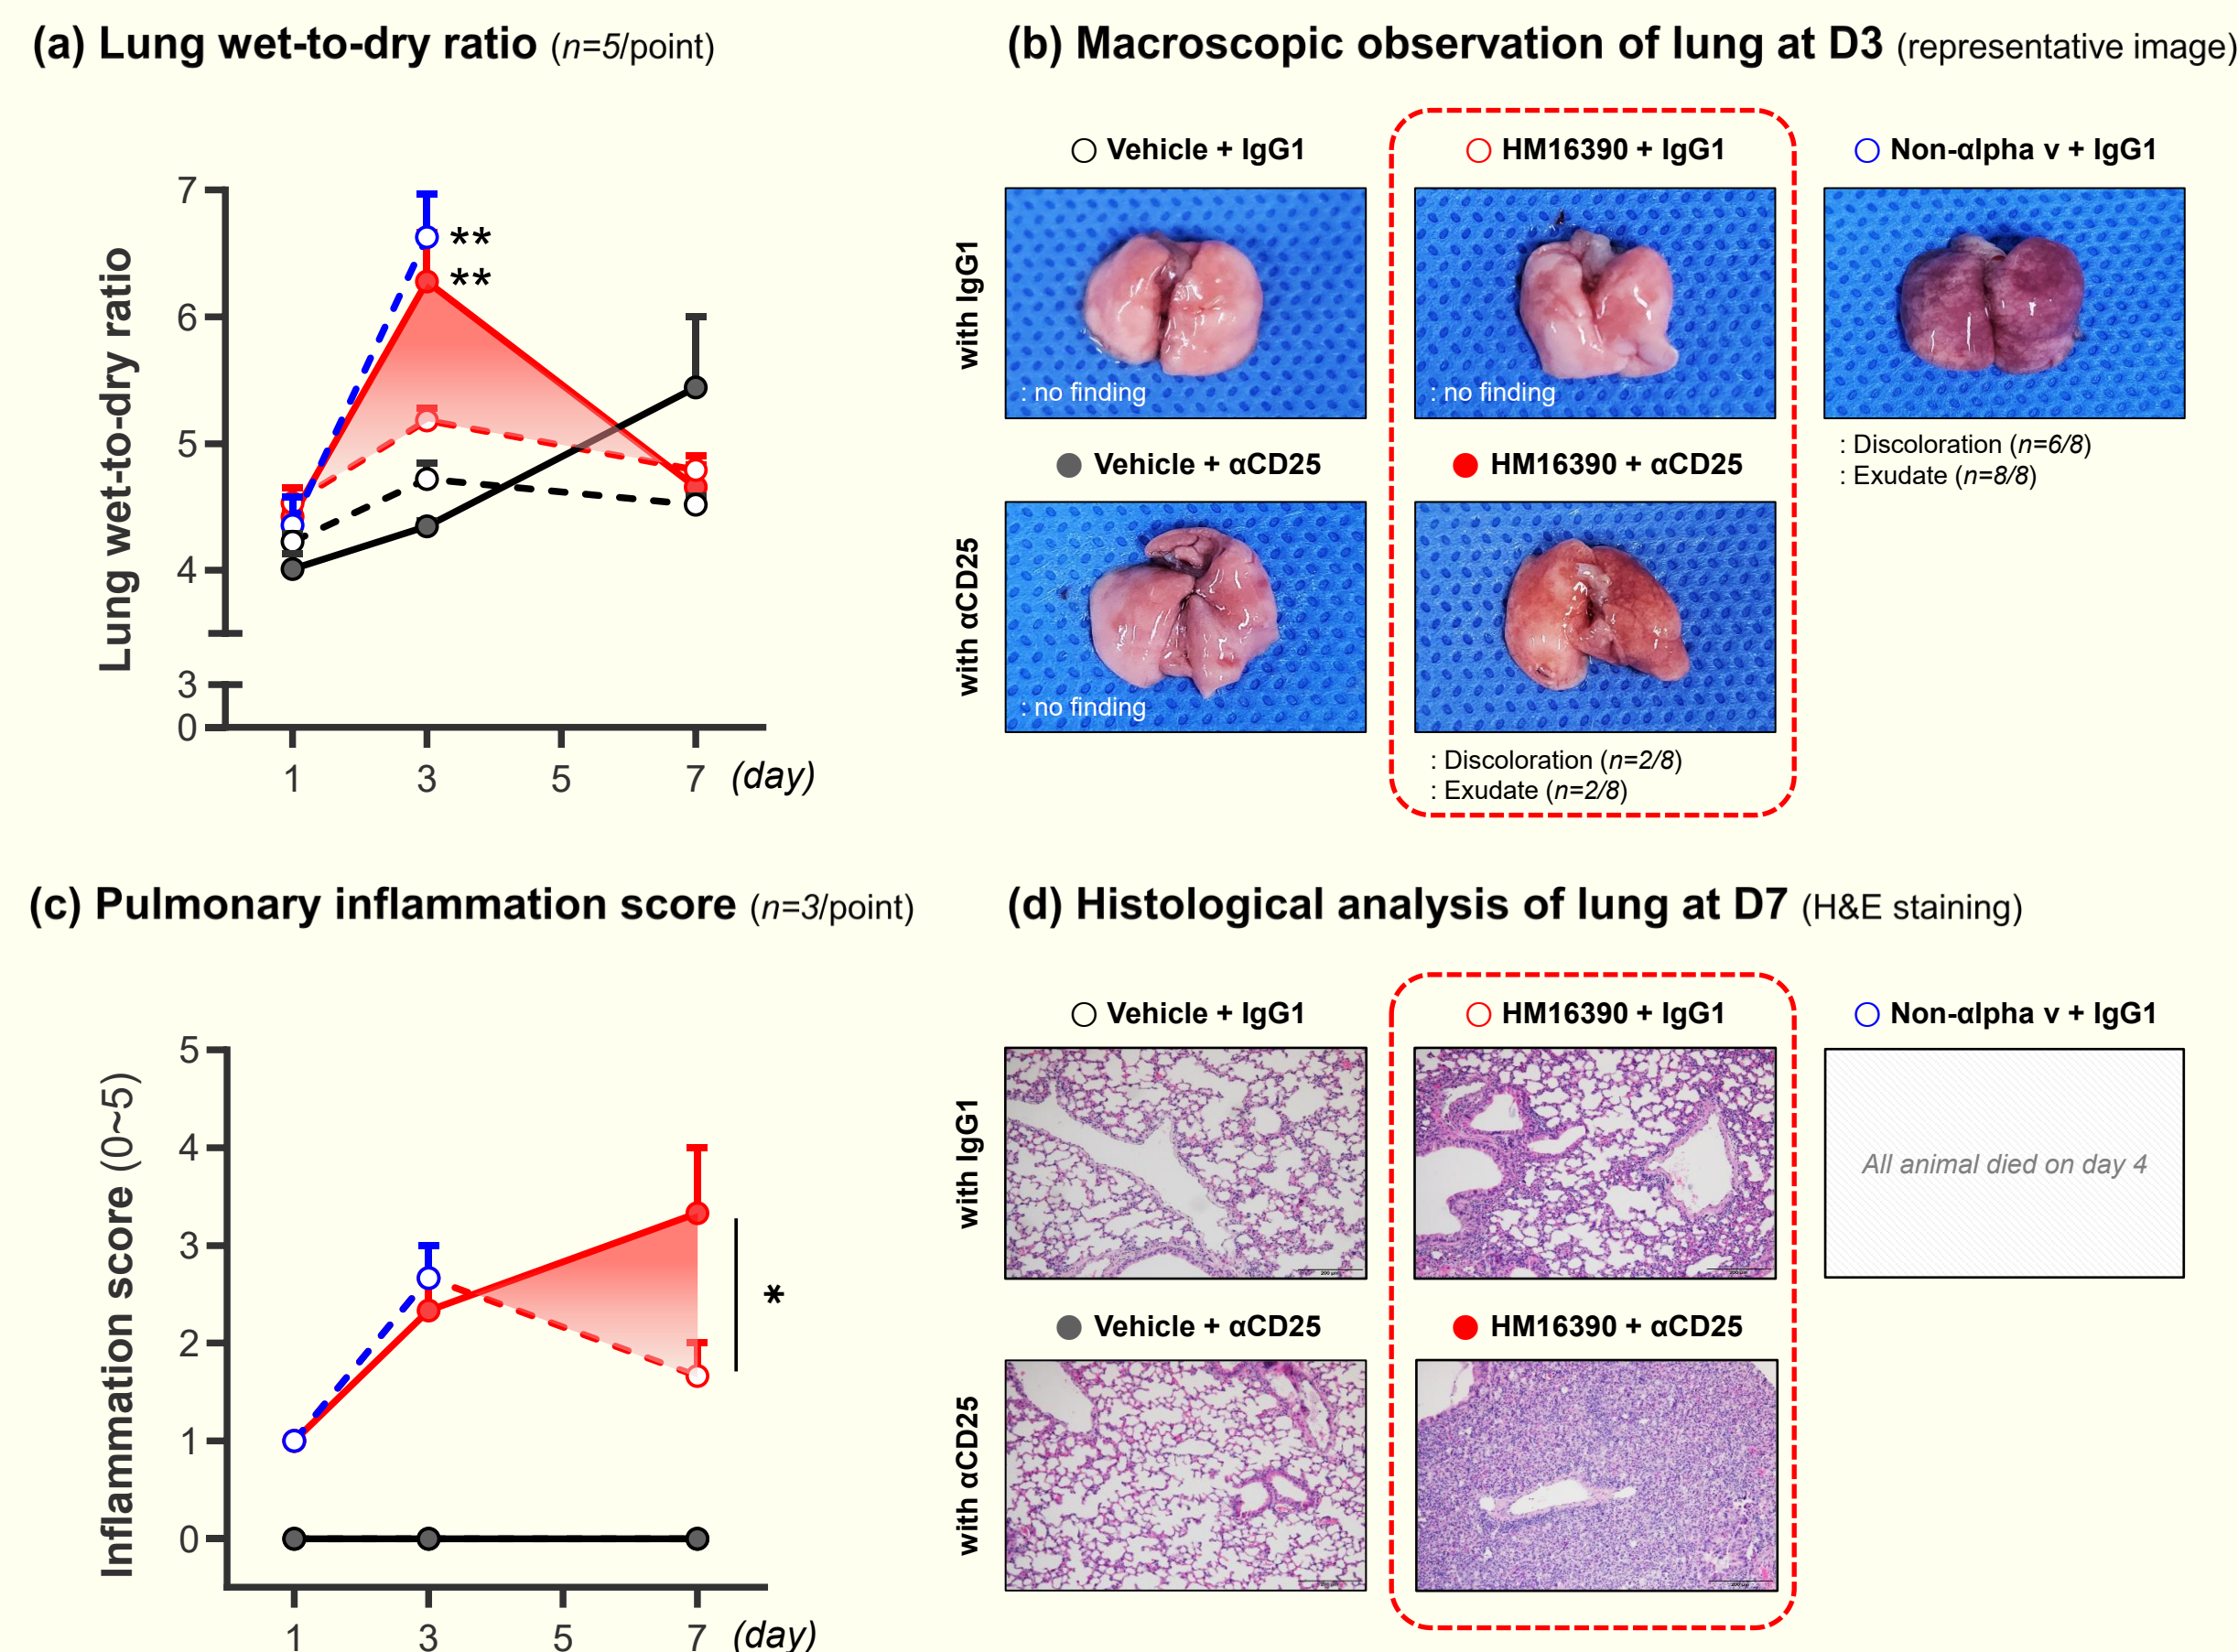 (a) Lung wet-to-dry ratio (n=5/point)
7
6
5
4
3
0
Lung wet-to-dry ratio
**
**
1 3 5 7 (day)
(b) Macroscopic observation of lung at D3 (representative image)
with IgG1
with αCD25
Vehicle + IgG1
: no finding
HM16390 + IgG1
: no finding
Non-αlpha v + IgG1
: Discoloration (n=6/8)
: Exudate (n=8/8)
Vehicle + αCD25
: no finding
HM16390 + αCD25
: Discoloration (n=2/8)
: Exudate (n=2/8)
(c) Pulmonary inflammation score (n=3/point)
5
4
3
2
1
0
Inflammation score (0~5)
*
1 3 5 7 (day)
(d) Histological analysis of lung at D7 (H&E staining)
with IgG1
with αCD25
Vehicle + IgG1
HM16390 + IgG1
Non-αlpha v + IgG1
All animal died on day 4
Vehicle + αCD25
HM16390 + αCD25